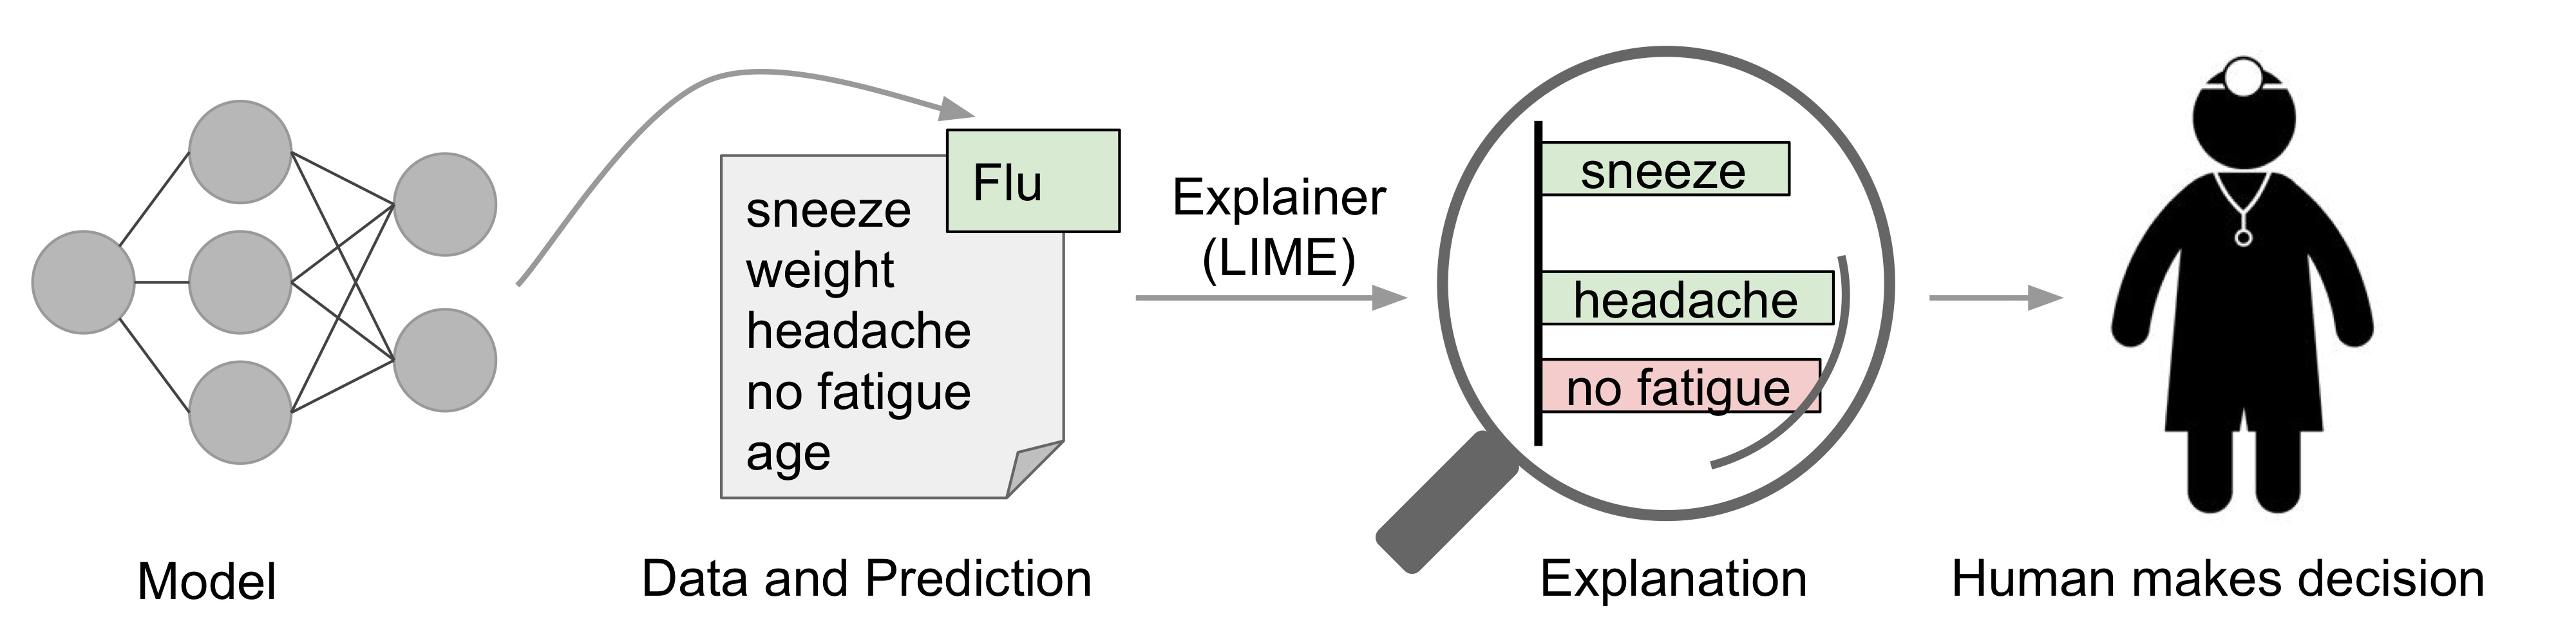 Flu
sneeze
weight
headache
no fatigue
age
Explainer
(LIME)
sneeze
headache
no fatigue
Model
Data and Prediction
Explanation
Human makes decision